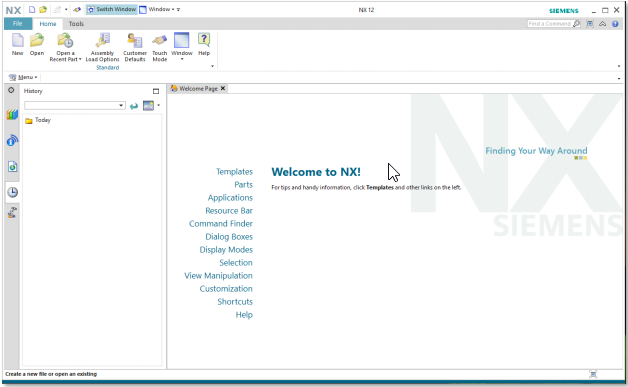 NX Switch Window Window NX 12 SIEMENS
File Home Tools Find a Command
New Open Open a Recent Part Assembly Load Options Customer Defaults Touch Mode Window Help
Standard
Menu
History Welcome Page
Today
NX
SIEMENS
Finding Your Way Around
Templates
Parts
Applications
Resource Bar
Command Finder
Dialog Boxes
Display Modes
Selection
View Manipulation
Customization
Shortcuts
Help
Welcome to NX!
For tips and handy information, click Templates and other links on the left.
Create a new file or open an existing